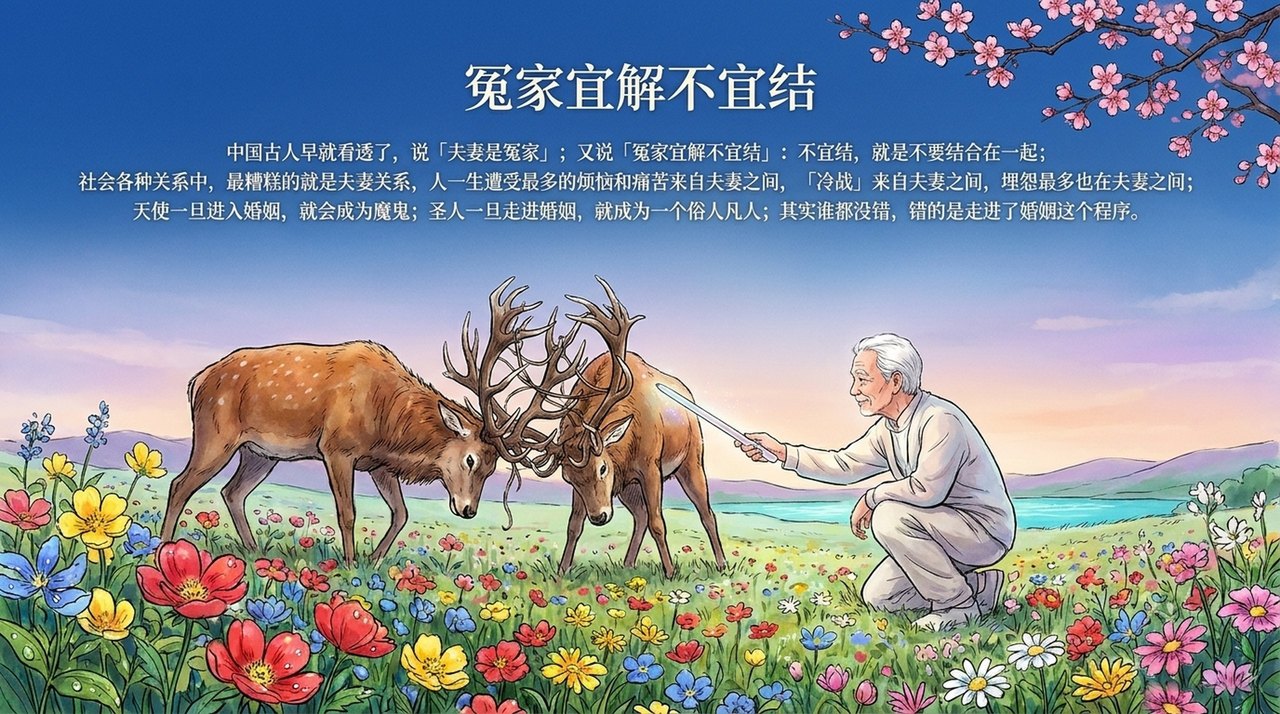 冤家宜解不宜结
中国古人早就看透了，说「夫妻是冤家」；又说「冤家宜解不宜结」：不宜结，就是不要结合在一起；
社会各种关系中，最糟糕的就是夫妻关系，人一生遭受最多的烦恼和痛苦来自夫妻之间，「冷战」来自夫妻之间，埋怨最多也在夫妻之间；
天使一旦进入婚姻，就会成为魔鬼；圣人一旦走进婚姻，就成为一个俗人凡人；其实谁都没错，错的是走进了婚姻这个程序。